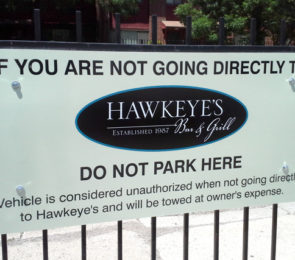 IF YOU ARE NOT GOING DIRECTLY T
HAWKEYE'S
ESTABLISHED 1987 Bar & Grill
DO NOT PARK HERE
Vehicle is considered unauthorized when not going direct
to Hawkeye's and will be towed at owner's expense.